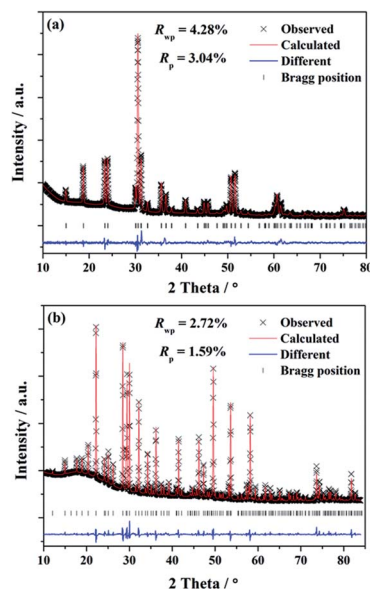 (a)
Rwp = 4.28%
Rp = 3.04%
Observed
Calculated
Different
Bragg position
Intensity / a.u.
10 20 30 40 50 60 70 80
2 Theta / °
(b)
Rwp = 2.72%
Rp = 1.59%
Observed
Calculated
Different
Bragg position
Intensity / a.u.
10 20 30 40 50 60 70 80
2 Theta / °